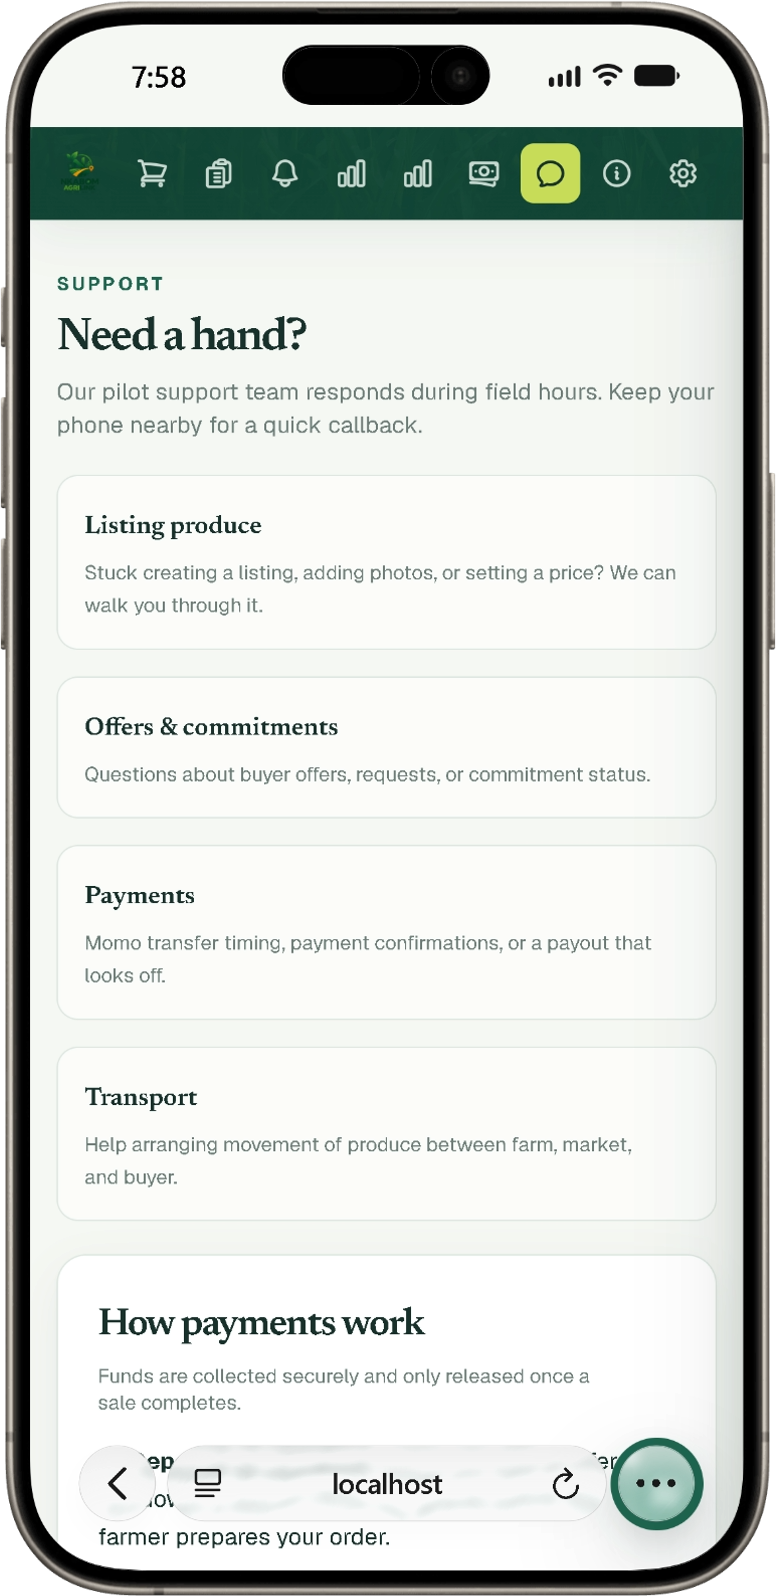 7:58
AGRI
SUPPORT
Need a hand?
Our pilot support team responds during field hours. Keep your
phone nearby for a quick callback.
Listing produce
Stuck creating a listing, adding photos, or setting a price? We can
walk you through it.
Offers & commitments
Questions about buyer offers, requests, or commitment status.
Payments
Momo transfer timing, payment confirmations, or a payout that
looks off.
Transport
Help arranging movement of produce between farm, market,
and buyer.
How payments work
Funds are collected securely and only released once a
sale completes.
localhost
farmer prepares your order.